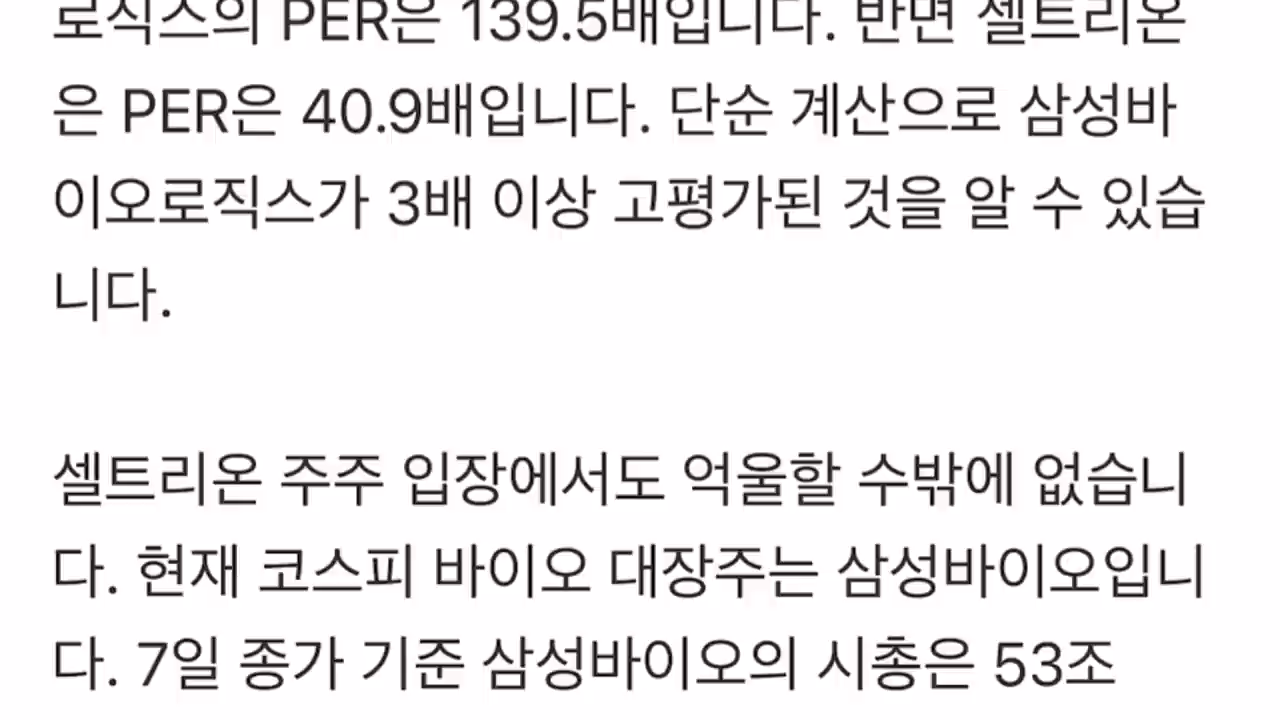 로직스의 PER은 139.5배입니다. 반면 셀트리온
은 PER은 40.9배입니다. 단순 계산으로 삼성바
이오로직스가 3배 이상 고평가된 것을 알 수 있습
니다.
셀트리온 주주 입장에서도 억울할 수밖에 없습니
다. 현재 코스피 바이오 대장주는 삼성바이오입니
다. 7일 종가 기준 삼성바이오의 시총은 53조